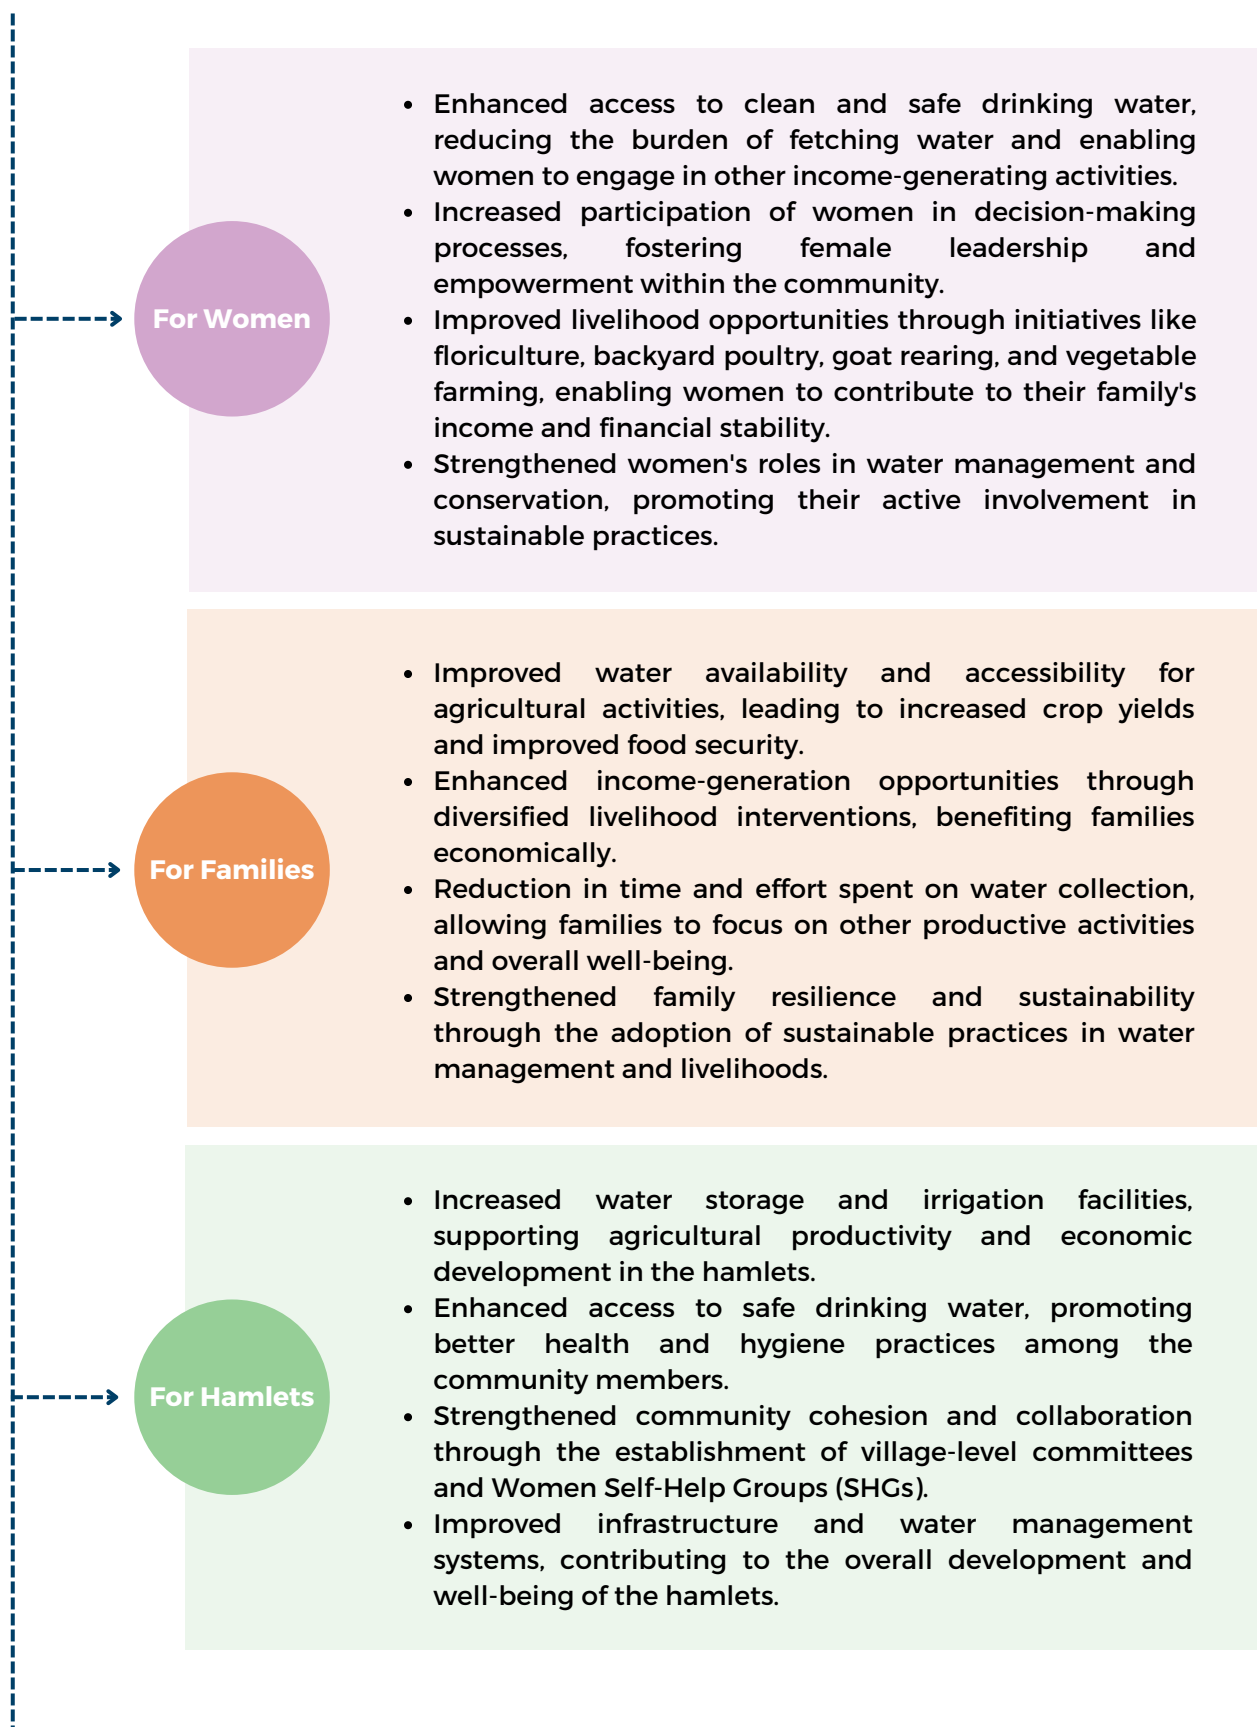 • Enhanced access to clean and safe drinking water,
reducing the burden of fetching water and enabling
women to engage in other income-generating activities.
• Increased participation of women in decision-making
processes, fostering female leadership and
empowerment within the community.
For Women
• Improved livelihood opportunities through initiatives like
floriculture, backyard poultry, goat rearing, and vegetable
farming, enabling women to contribute to their family's
income and financial stability.
• Strengthened women's roles in water management and
conservation, promoting their active involvement in
sustainable practices.
• Improved water availability and accessibility for
agricultural activities, leading to increased crop yields
and improved food security.
• Enhanced income-generation opportunities through
diversified livelihood interventions, benefiting families
economically.
For Families
• Reduction in time and effort spent on water collection,
allowing families to focus on other productive activities
and overall well-being.
• Strengthened family resilience and sustainability
through the adoption of sustainable practices in water
management and livelihoods.
• Increased water storage and irrigation facilities,
supporting agricultural productivity and economic
development in the hamlets.
• Enhanced access to safe drinking water, promoting
better health and hygiene practices among the
community members.
For Hamlets
• Strengthened community cohesion and collaboration
through the establishment of village-level committees
and Women Self-Help Groups (SHGs).
• Improved infrastructure and water management
systems, contributing to the overall development and
well-being of the hamlets.